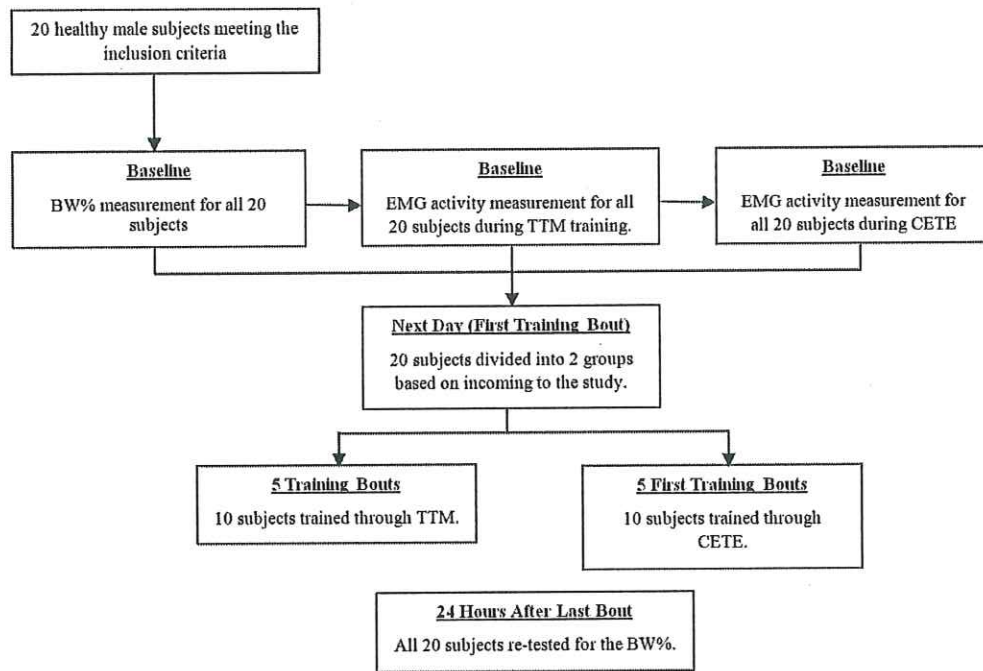 20 healthy male subjects meeting the
inclusion criteria
Baseline
BW% measurement for all 20
subjects
Baseline
EMG activity measurement for all
20 subjects during TTM training.
Baseline
EMG activity measurement for
all 20 subjects during CETE
Next Day (First Training Bout)
20 subjects divided into 2 groups
based on incoming to the study.
5 Training Bouts
10 subjects trained through TTM.
5 First Training Bouts
10 subjects trained through
CETE.
24 Hours After Last Bout
All 20 subjects re-tested for the BW%.